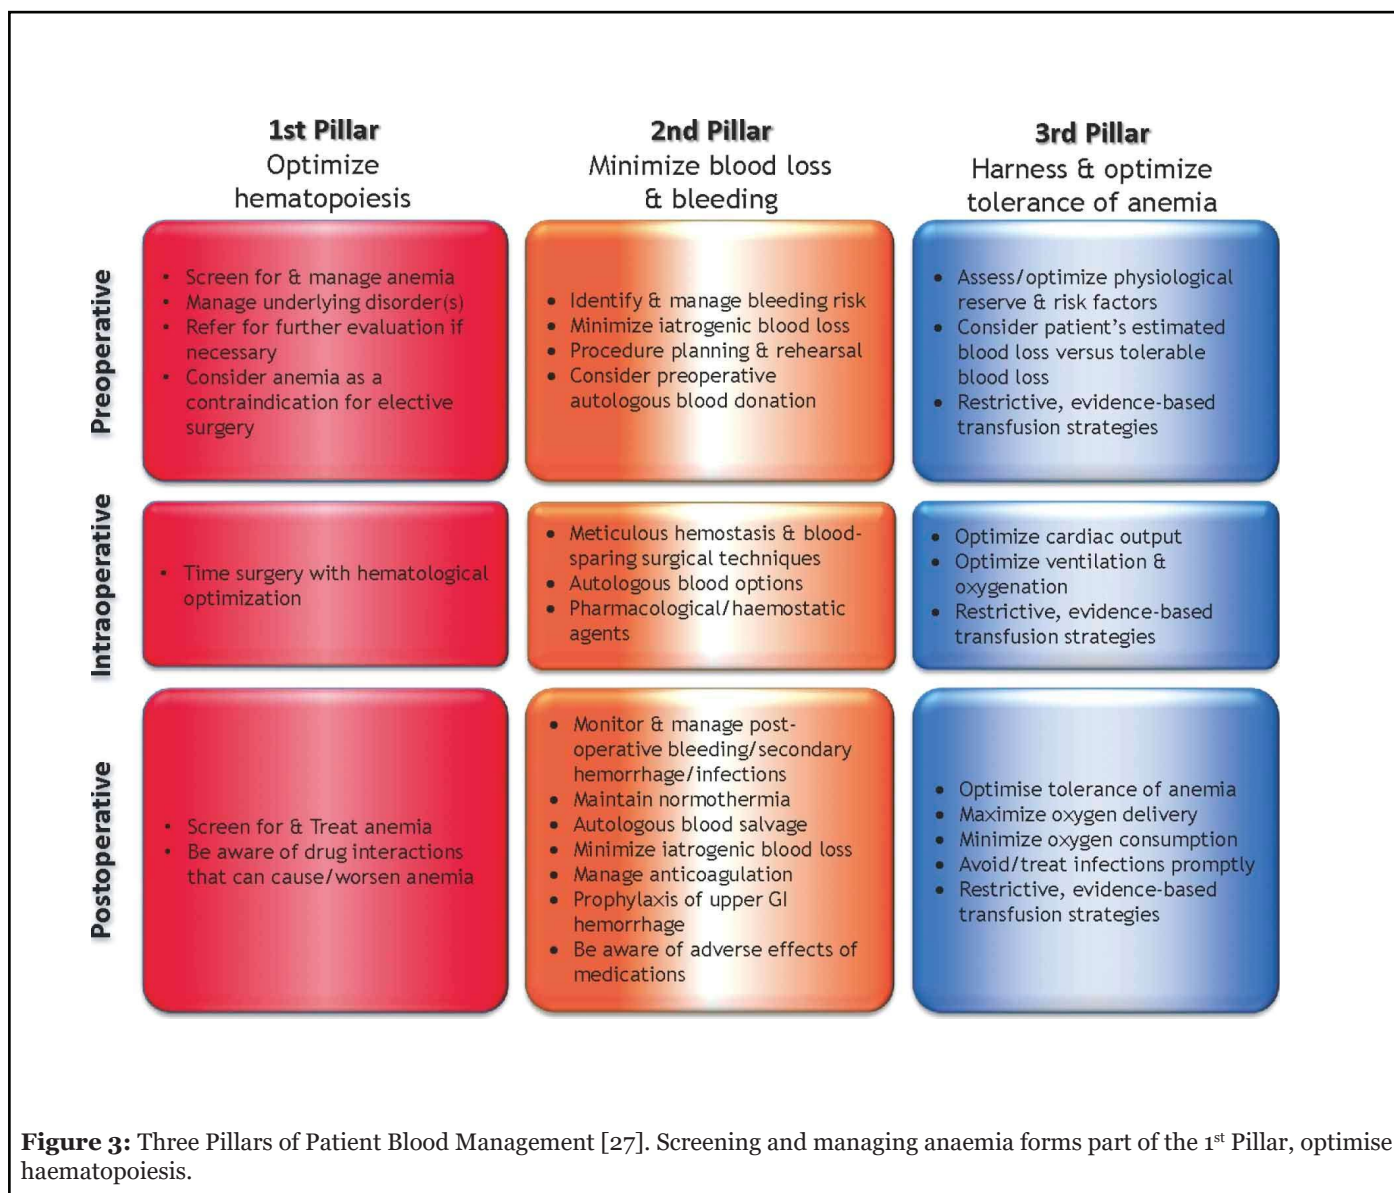 1st Pillar
Optimize
hematopoiesis
2nd Pillar
Minimize blood loss
& bleeding
3rd Pillar
Harness & optimize
tolerance of anemia
Preoperative
• Screen for & manage anemia
• Manage underlying disorder(s)
• Refer for further evaluation if
necessary
• Consider anemia as a
contraindication for elective
surgery
• Identify & manage bleeding risk
• Minimize iatrogenic blood loss
• Procedure planning & rehearsal
• Consider preoperative
autologous blood donation
• Assess/optimize physiological
reserve & risk factors
• Consider patient's estimated
blood loss versus tolerable
blood loss
• Restrictive, evidence-based
transfusion strategies
Intraoperative
• Time surgery with hematological
optimization
• Meticulous hemostasis & blood-
sparing surgical techniques
• Autologous blood options
• Pharmacological/haemostatic
agents
• Optimize cardiac output
• Optimize ventilation &
oxygenation
• Restrictive, evidence-based
transfusion strategies
Postoperative
• Screen for & Treat anemia
• Be aware of drug interactions
that can cause/worsen anemia
• Monitor & manage post-
operative bleeding/secondary
hemorrhage/infections
• Maintain normothermia
• Autologous blood salvage
• Minimize iatrogenic blood loss
• Manage anticoagulation
• Prophylaxis of upper GI
hemorrhage
• Be aware of adverse effects of
medications
• Optimise tolerance of anemia
• Maximize oxygen delivery
• Minimize oxygen consumption
• Avoid/treat infections promptly
• Restrictive, evidence-based
transfusion strategies
Figure 3: Three Pillars of Patient Blood Management [27]. Screening and managing anaemia forms part of the 1st Pillar, optimise
haematopoiesis.